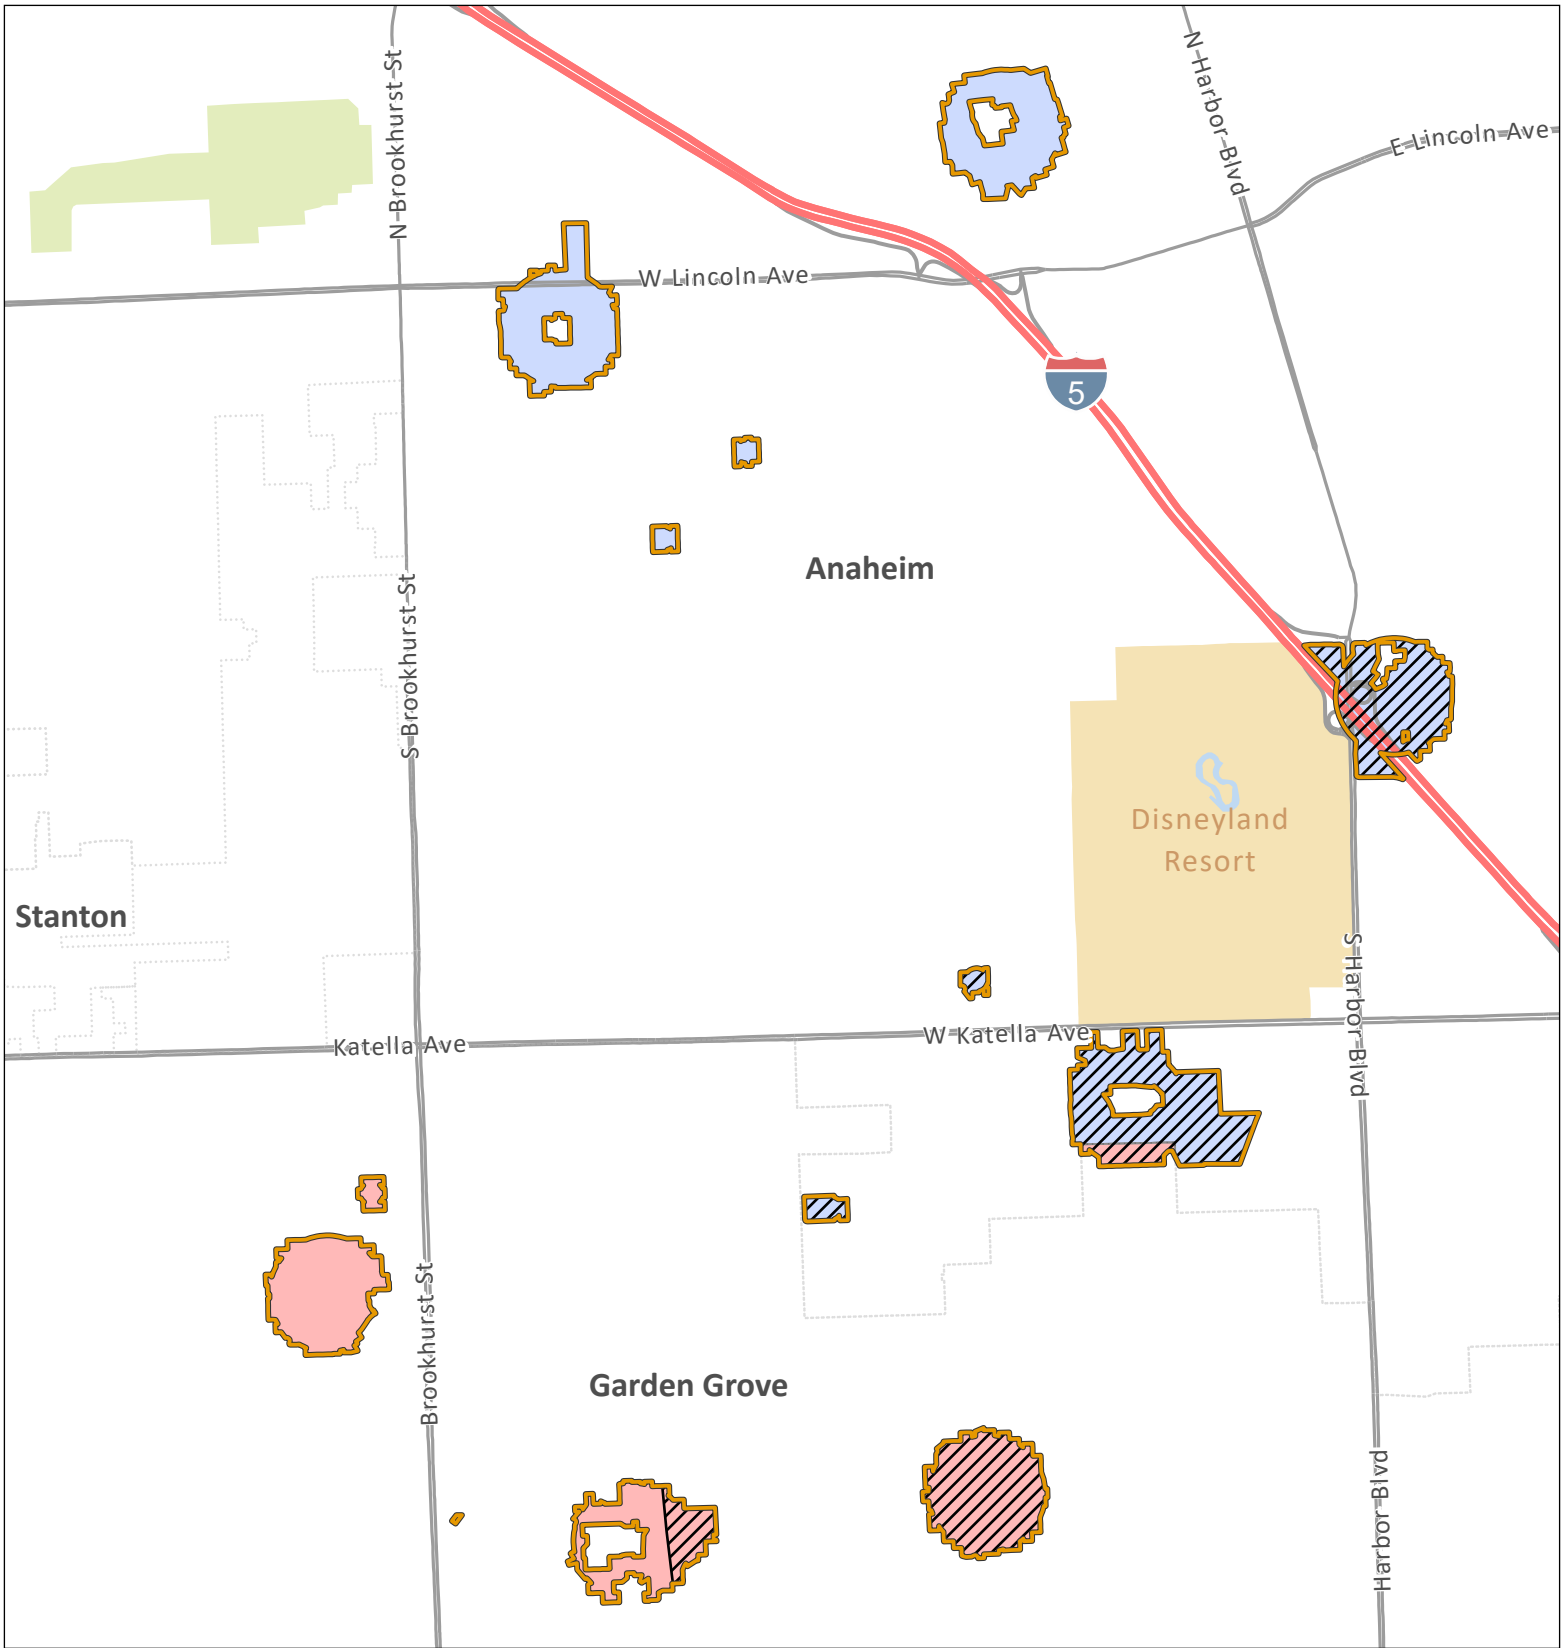 N Brookhurst St
N Harbor Blvd
E Lincoln Ave
W Lincoln Ave
5
Anaheim
S Brookhurst St
Disneyland
Resort
Stanton
S Harbor Blvd
W Katella Ave
Katella Ave
Brookhurst St
Garden Grove
Harbor Blvd